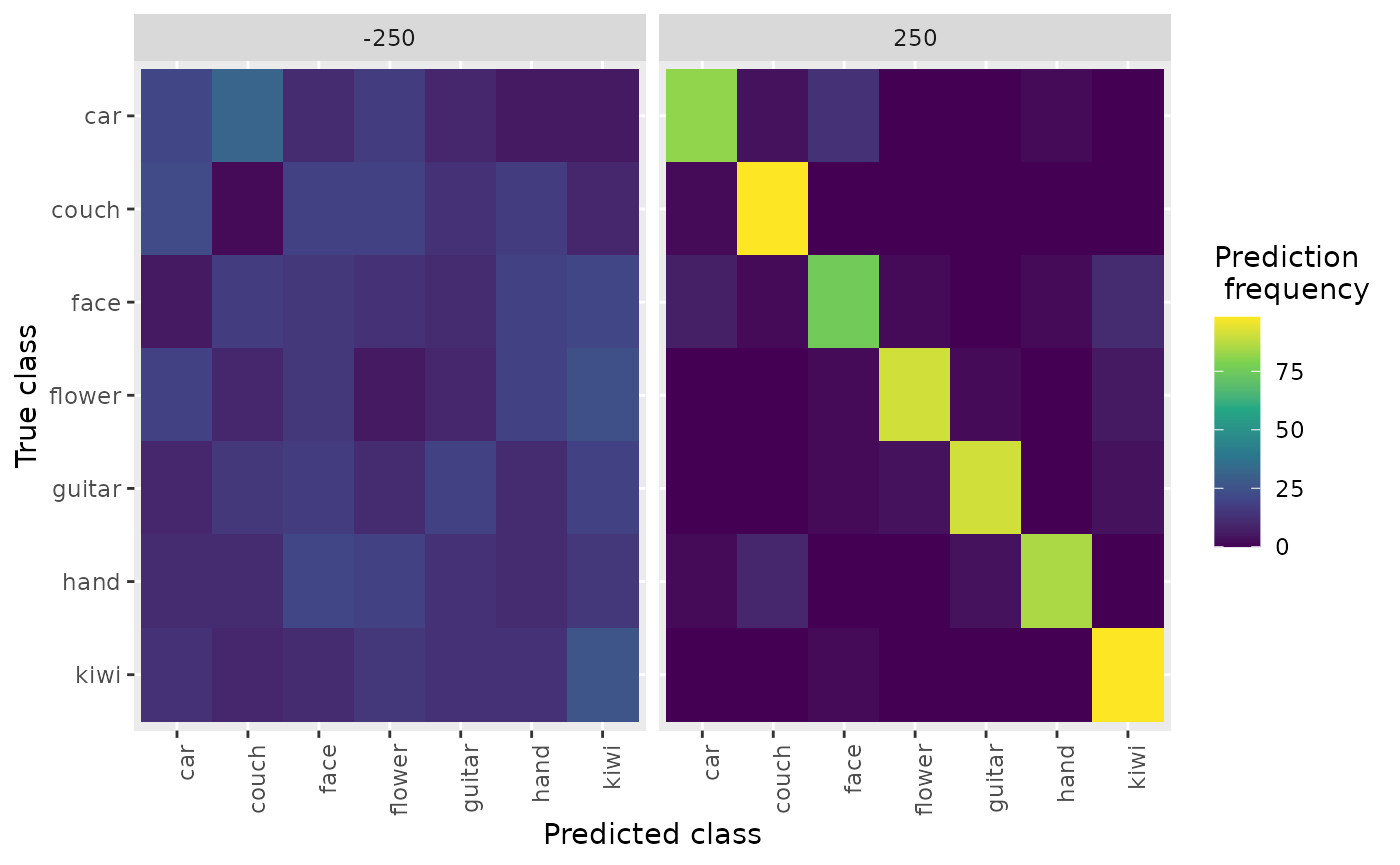 -250
250
True class
car
couch
face
flower
guitar
hand
kiwi
car
couch
face
flower
guitar
hand
kiwi
car
couch
face
flower
guitar
hand
kiwi
Predicted class
Prediction
frequency
75
50
25
0